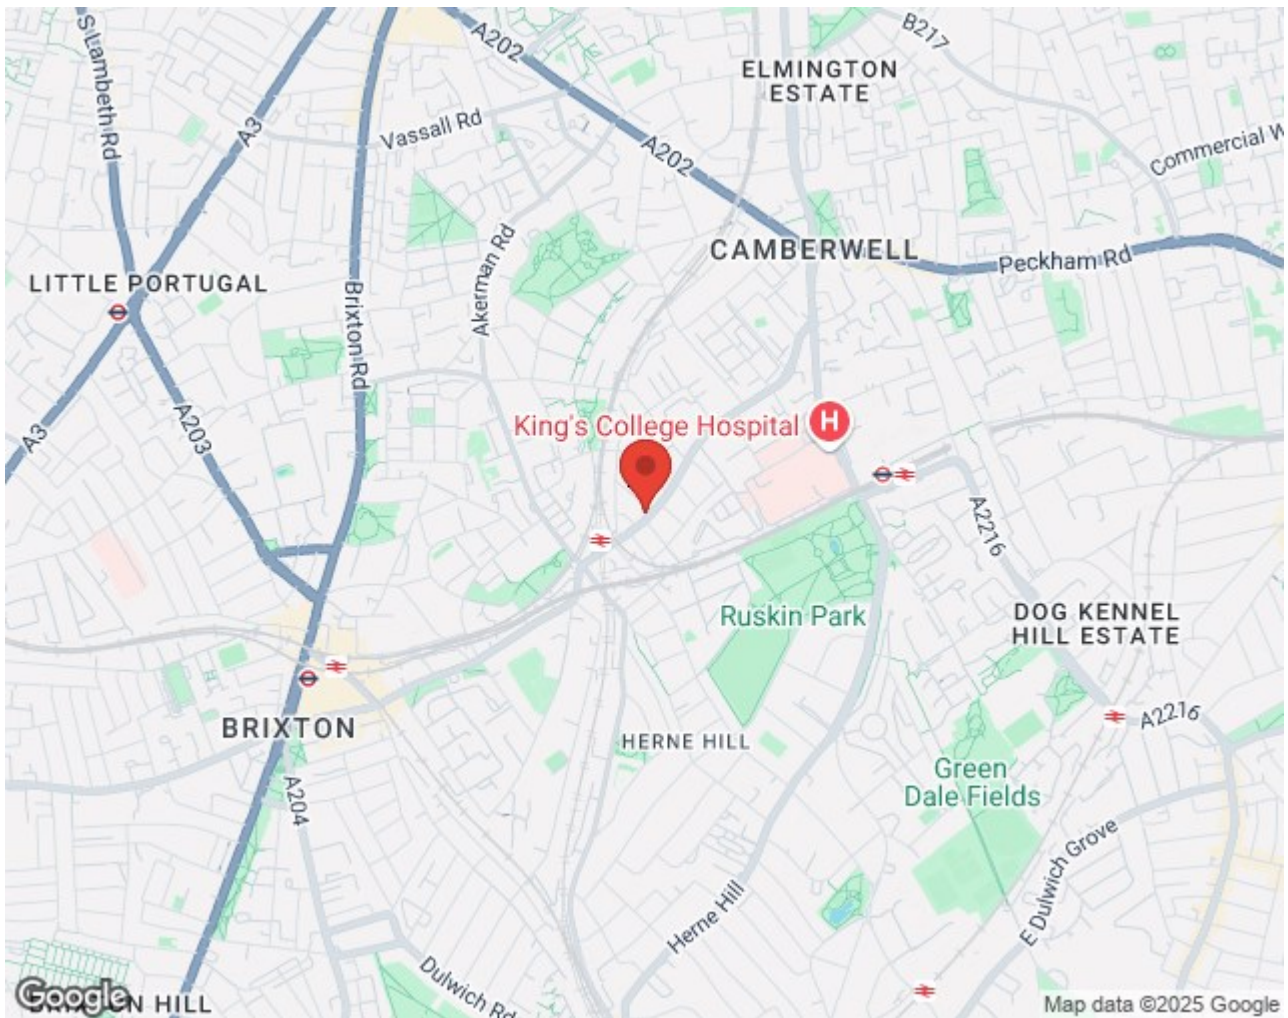 S Lambeth Rd
A3
A202
B217
ELMINGTON
ESTATE
Vassall Rd
A202
Commercial W
Akerman Rd
CAMBERWELL
Peckham Rd
LITTLE PORTUGAL
Brixton Rd
A3
A203
King's College Hospital
H
A2216
Ruskin Park
DOG KENNEL
HILL ESTATE
A2216
BRIXTON
HERNE HILL
A204
Green
Dale Fields
E Dulwich Grove
Herne Hill
Dulwich Rd
BRIXTON HILL
Google
Map data ©2025 Google